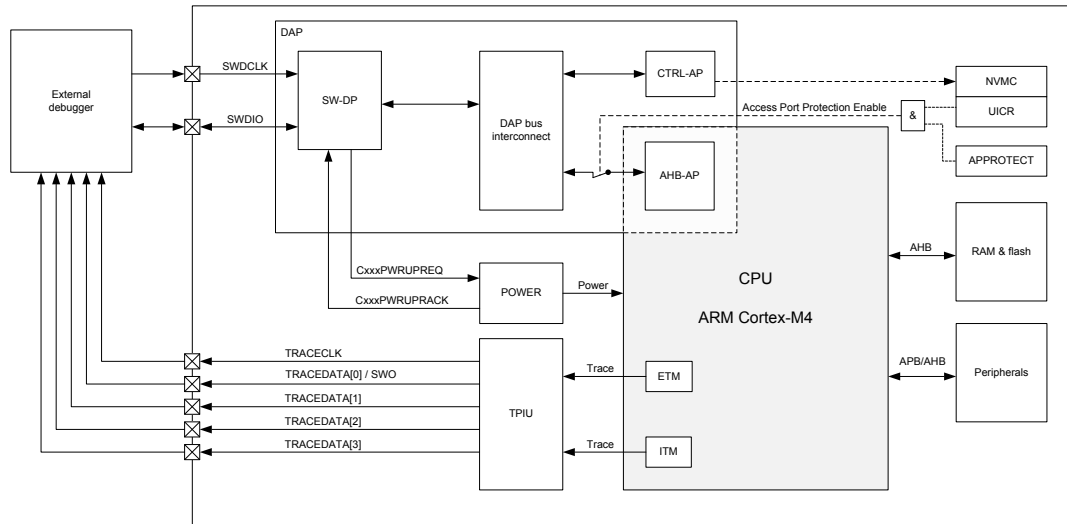 DAP
External
debugger
SWDCLK
SWDIO
SW-DP
DAP bus
interconnect
CTRL-AP
AHB-AP
Access Port Protection Enable
&
NVMC
UICR
APPROTECT
CxxxPWRUPREQ
CxxxPWRUPRACK
POWER
Power
CPU
ARM Cortex-M4
AHB
RAM & flash
APB/AHB
Peripherals
TRACECLK
TRACEDATA[0] / SWO
TRACEDATA[1]
TRACEDATA[2]
TRACEDATA[3]
TPIU
Trace
ETM
Trace
ITM